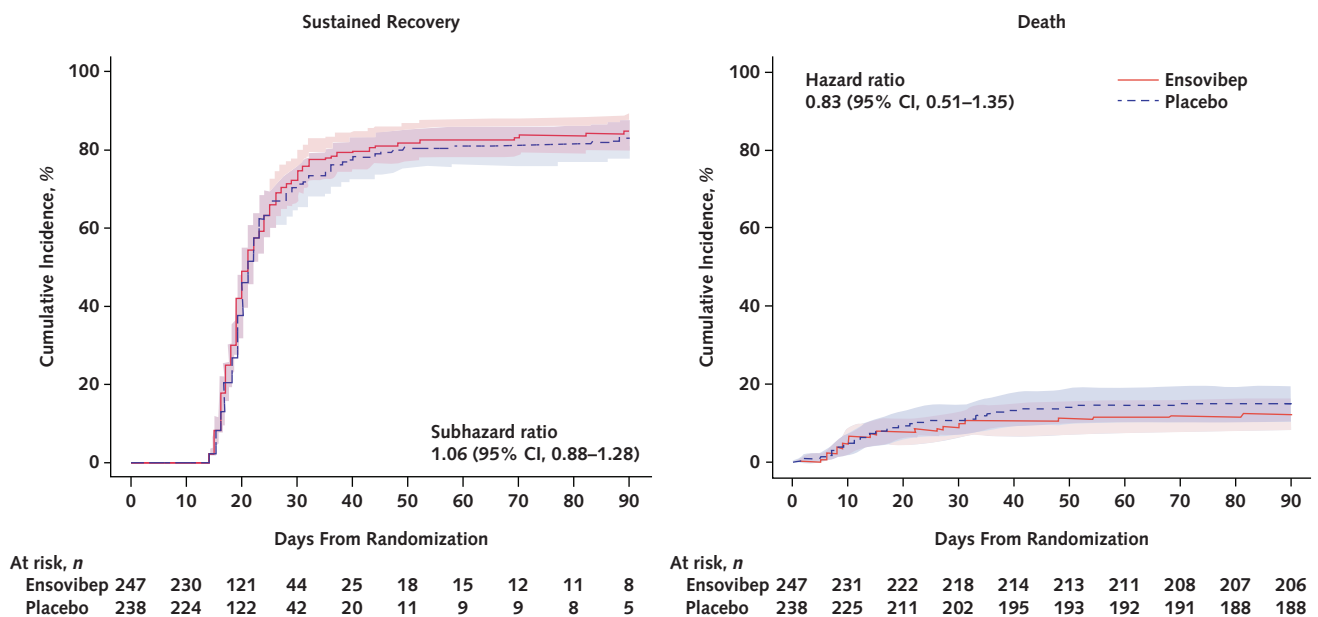 Sustained Recovery
100
80
60
40
20
0
Cumulative Incidence, %
Subhazard ratio
1.06 (95% CI, 0.88–1.28)
0 10 20 30 40 50 60 70 80 90
Days From Randomization
At risk, n
Ensovibep 247 230 121 44 25 18 15 12 11 8
Placebo 238 224 122 42 20 11 9 9 8 5
Death
100
80
60
40
20
0
Cumulative Incidence, %
Hazard ratio
0.83 (95% CI, 0.51–1.35)
Ensovibep
Placebo
0 10 20 30 40 50 60 70 80 90
Days From Randomization
At risk, n
Ensovibep 247 231 222 218 214 213 211 208 207 206
Placebo 238 225 211 202 195 193 192 191 188 188